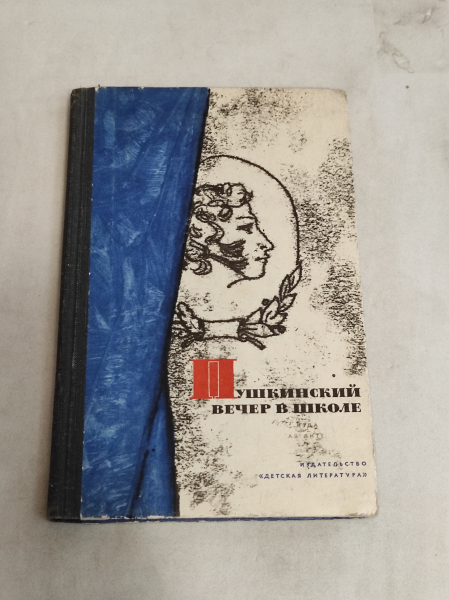 ПУШКИНСКИЙ
ВЕЧЕР В ШКОЛЕ
ИЗДАТЕЛЬСТВО
«ДЕТСКАЯ ЛИТЕРАТУРА»